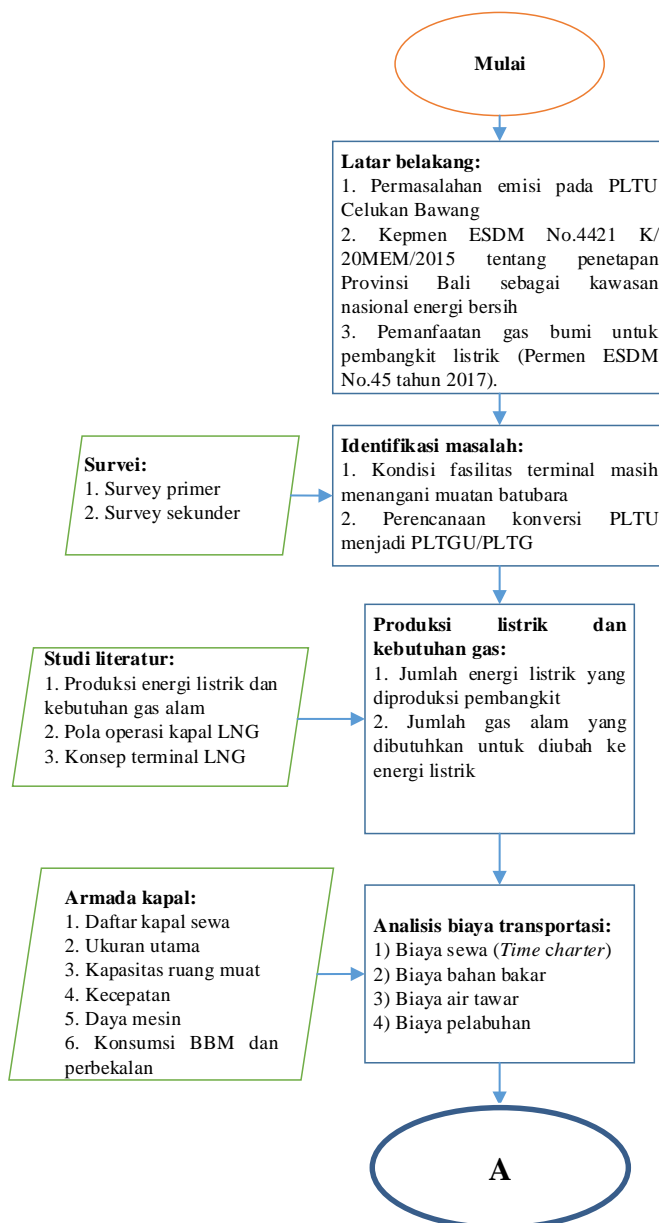 Mulai
Latar belakang:
1. Permasalahan emisi pada PLTU
Celukan Bawang
2. Kepmen ESDM No.4421 K/
20MEM/2015 tentang penetapan
Provinsi Bali sebagai kawasan
nasional energi bersih
3. Pemanfaatan gas bumi untuk
pembangkit listrik (Permen ESDM
No.45 tahun 2017).
Survei:
1. Survey primer
2. Survey sekunder
Identifikasi masalah:
1. Kondisi fasilitas terminal masih
menangani muatan batubara
2. Perencanaan konversi PLTU
menjadi PLTGU/PLTG
Studi literatur:
1. Produksi energi listrik dan
kebutuhan gas alam
2. Pola operasi kapal LNG
3. Konsep terminal LNG
Produksi listrik dan
kebutuhan gas:
1. Jumlah energi listrik yang
diproduksi pembangkit
2. Jumlah gas alam yang
dibutuhkan untuk diubah ke
energi listrik
Armada kapal:
1. Daftar kapal sewa
2. Ukuran utama
3. Kapasitas ruang muat
4. Kecepatan
5. Daya mesin
6. Konsumsi BBM dan
perbekalan
Analisis biaya transportasi:
1) Biaya sewa (Time charter)
2) Biaya bahan bakar
3) Biaya air tawar
4) Biaya pelabuhan
A